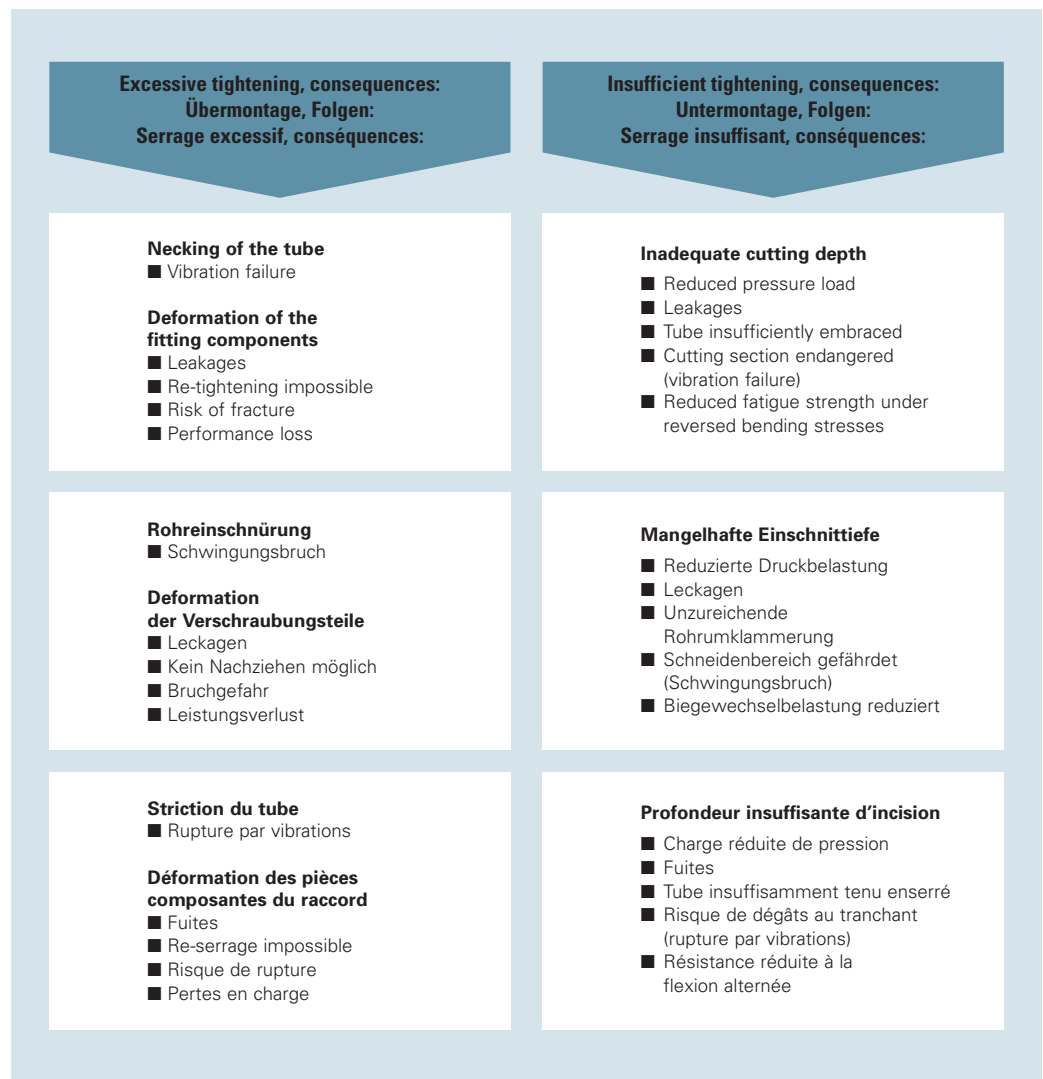 Excessive tightening, consequences:
Übermontage, Folgen:
Serrage excessif, conséquences:
Necking of the tube
■ Vibration failure
Deformation of the
fitting components
■ Leakages
■ Re-tightening impossible
■ Risk of fracture
■ Performance loss
Rohreinschnürung
■ Schwingungsbruch
Deformation
der Verschraubungsteile
■ Leckagen
■ Kein Nachziehen möglich
■ Bruchgefahr
■ Leistungsverlust
Striction du tube
■ Rupture par vibrations
Déformation des pièces
composantes du raccord
■ Fuites
■ Re-serrage impossible
■ Risque de rupture
■ Pertes en charge
Insufficient tightening, consequences:
Untermontage, Folgen:
Serrage insuffisant, conséquences:
Inadequate cutting depth
■ Reduced pressure load
■ Leakages
■ Tube insufficiently embraced
■ Cutting section endangered
(vibration failure)
■ Reduced fatigue strength under
reversed bending stresses
Mangelhafte Einschnittiefe
■ Reduzierte Druckbelastung
■ Leckagen
■ Unzureichende
Rohrumklammerung
■ Schneidenbereich gefährdet
(Schwingungsbruch)
■ Biegewechselbelastung reduziert
Profondeur insuffisante d’incision
■ Charge réduite de pression
■ Fuites
■ Tube insuffisamment tenu enserré
■ Risque de dégâts au tranchant
(rupture par vibrations)
■ Résistance réduite à la
flexion alternée